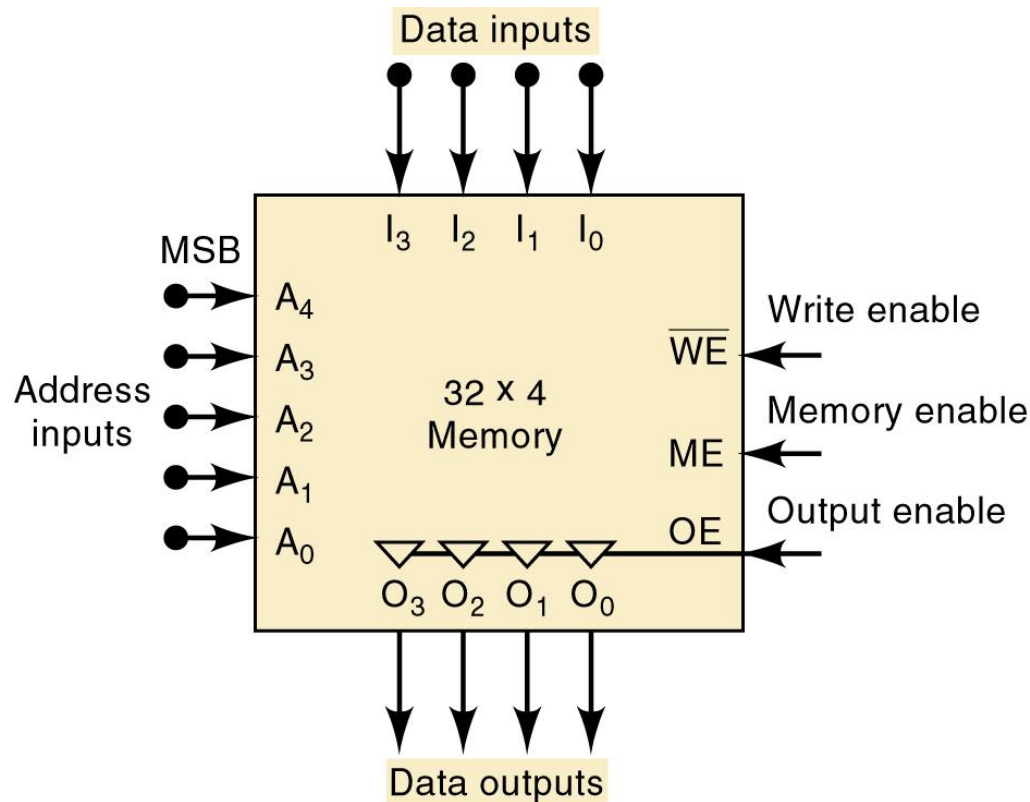 Data inputs
I₃ I₂ I₁ I₀
MSB
A₄
A₃
A₂
A₁
A₀
Address
inputs
32 x 4
Memory
Write enable
W̅E̅
Memory enable
ME
Output enable
OE
O₃ O₂ O₁ O₀
Data outputs